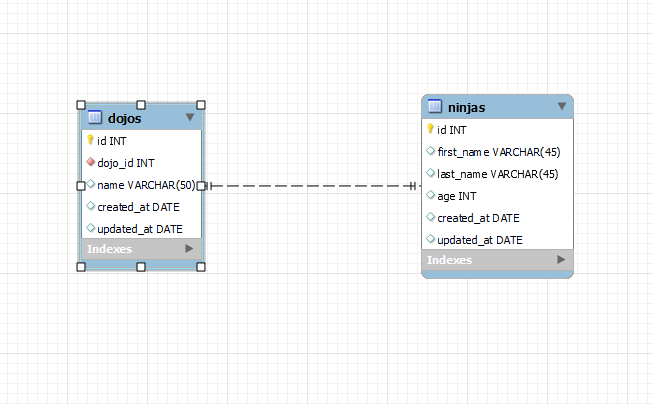 dojos
id INT
dojo_id INT
name VARCHAR(50)
created_at DATE
updated_at DATE
Indexes
ninjas
id INT
first_name VARCHAR(45)
last_name VARCHAR(45)
age INT
created_at DATE
updated_at DATE
Indexes